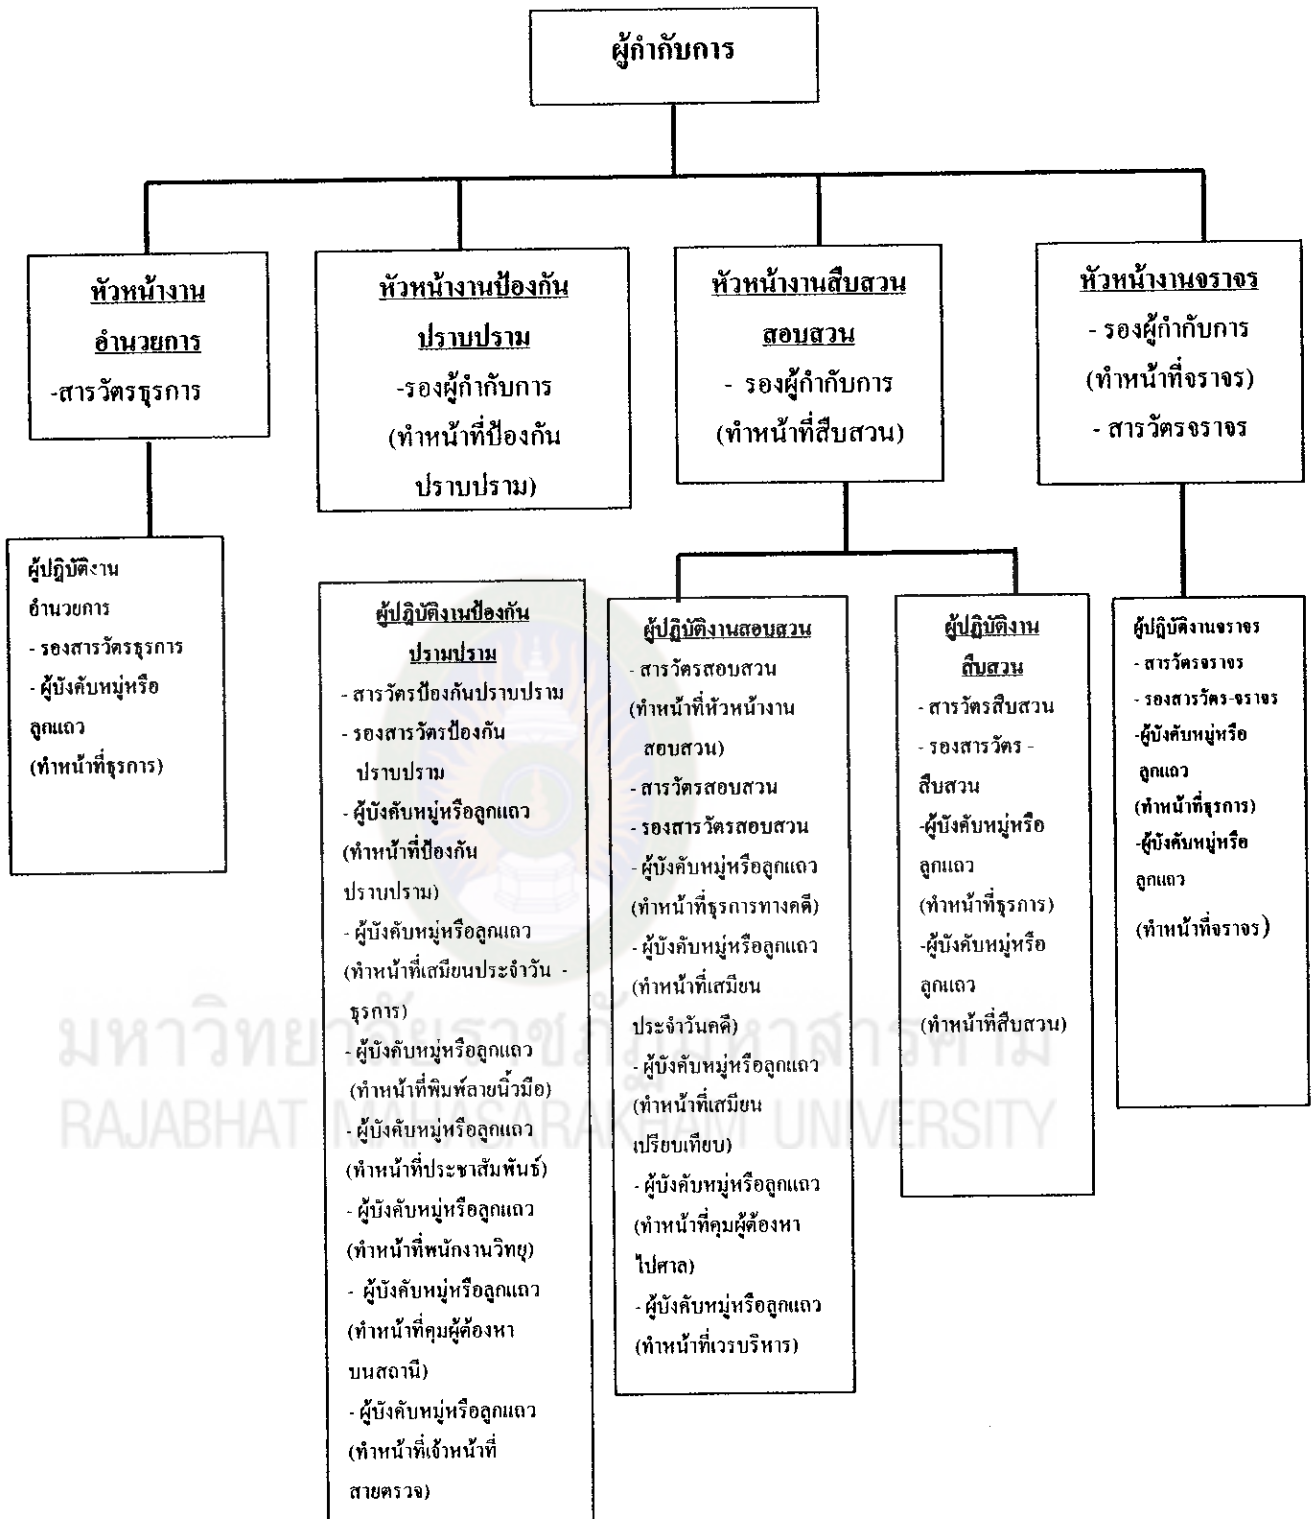 ผู้กำกับการ
หัวหน้างาน
อำนวยการ
-สารวัตรธุรการ
หัวหน้างานป้องกัน
ปราบปราม
-รองผู้กำกับการ
(ทำหน้าที่ป้องกัน
ปราบปราม)
หัวหน้างานสืบสวน
สอบสวน
- รองผู้กำกับการ
(ทำหน้าที่สืบสวน)
หัวหน้างานจราจร
- รองผู้กำกับการ
(ทำหน้าที่จราจร)
- สารวัตรจราจร
ผู้ปฏิบัติงาน
อำนวยการ
- รองสารวัตรธุรการ
- ผู้บังคับหมู่หรือ
ลูกแถว
(ทำหน้าที่ธุรการ)
ผู้ปฏิบัติงานป้องกัน
ปรามปราม
- สารวัตรป้องกันปราบปราม
- รองสารวัตรป้องกัน
ปราบปราม
- ผู้บังคับหมู่หรือลูกแถว
(ทำหน้าที่ป้องกัน
ปราบปราม)
- ผู้บังคับหมู่หรือลูกแถว
(ทำหน้าที่เสมียนประจำวัน -
ธุรการ)
- ผู้บังคับหมู่หรือลูกแถว
(ทำหน้าที่พิมพ์ลายนิ้วมือ)
- ผู้บังคับหมู่หรือลูกแถว
(ทำหน้าที่ประชาสัมพันธ์)
- ผู้บังคับหมู่หรือลูกแถว
(ทำหน้าที่พนักงานวิทยุ)
- ผู้บังคับหมู่หรือลูกแถว
(ทำหน้าที่คุมผู้ต้องหา
บนสถานี)
- ผู้บังคับหมู่หรือลูกแถว
(ทำหน้าที่เจ้าหน้าที่
สายตรวจ)
ผู้ปฏิบัติงานสอบสวน
- สารวัตรสอบสวน
(ทำหน้าที่หัวหน้างาน
สอบสวน)
- สารวัตรสอบสวน
- รองสารวัตรสอบสวน
- ผู้บังคับหมู่หรือลูกแถว
(ทำหน้าที่ธุรการทางคดี)
- ผู้บังคับหมู่หรือลูกแถว
(ทำหน้าที่เสมียน
ประจำวันคดี)
- ผู้บังคับหมู่หรือลูกแถว
(ทำหน้าที่เสมียน
เปรียบเทียบ)
- ผู้บังคับหมู่หรือลูกแถว
(ทำหน้าที่คุมผู้ต้องหา
ไปศาล)
- ผู้บังคับหมู่หรือลูกแถว
(ทำหน้าที่เวรบริหาร)
ผู้ปฏิบัติงาน
สืบสวน
- สารวัตรสืบสวน
- รองสารวัตร -
สืบสวน
-ผู้บังคับหมู่หรือ
ลูกแถว
(ทำหน้าที่ธุรการ)
-ผู้บังคับหมู่หรือ
ลูกแถว
(ทำหน้าที่สืบสวน)
ผู้ปฏิบัติงานจราจร
- สารวัตรจราจร
- รองสารวัตร-จราจร
-ผู้บังคับหมู่หรือ
ลูกแถว
(ทำหน้าที่ธุรการ)
-ผู้บังคับหมู่หรือ
ลูกแถว
(ทำหน้าที่จราจร)
มหาวิทยาลัยราชภัฏมหาสารคาม
RAJABHAT MAHASARAKHAM UNIVERSITY